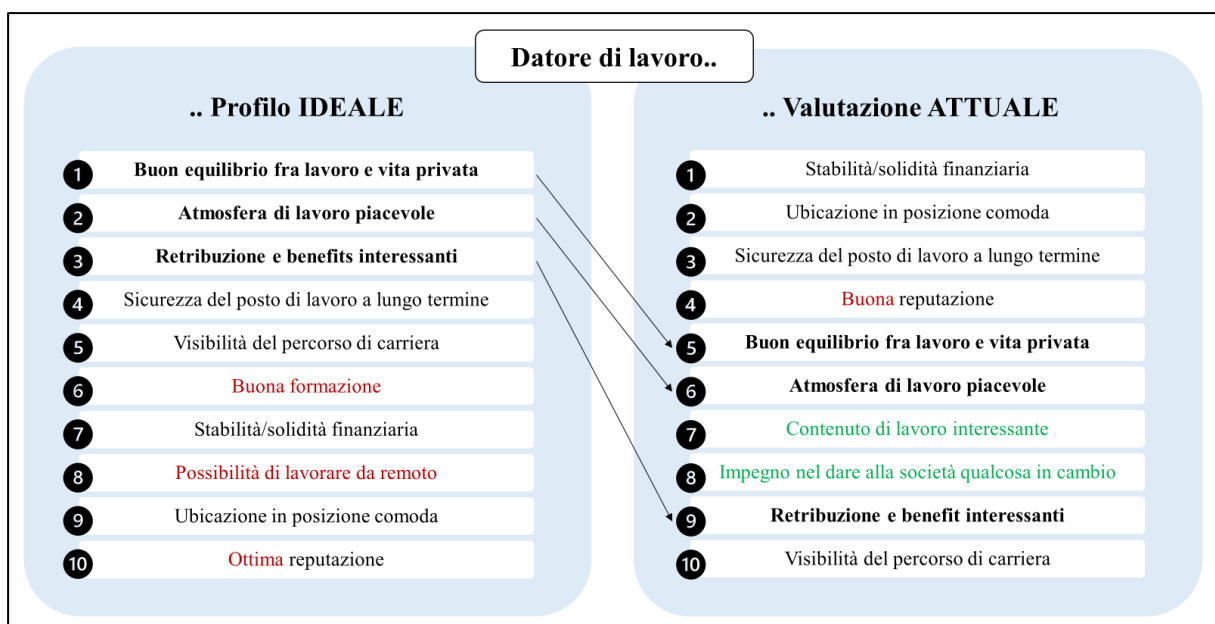 Datore di lavoro..
.. Profilo IDEALE
1 Buon equilibrio fra lavoro e vita privata
2 Atmosfera di lavoro piacevole
3 Retribuzione e benefits interessanti
4 Sicurezza del posto di lavoro a lungo termine
5 Visibilità del percorso di carriera
6 Buona formazione
7 Stabilità/solidità finanziaria
8 Possibilità di lavorare da remoto
9 Ubicazione in posizione comoda
10 Ottima reputazione
.. Valutazione ATTUALE
1 Stabilità/solidità finanziaria
2 Ubicazione in posizione comoda
3 Sicurezza del posto di lavoro a lungo termine
4 Buona reputazione
5 Buon equilibrio fra lavoro e vita privata
6 Atmosfera di lavoro piacevole
7 Contenuto di lavoro interessante
8 Impegno nel dare alla società qualcosa in cambio
9 Retribuzione e benefit interessanti
10 Visibilità del percorso di carriera